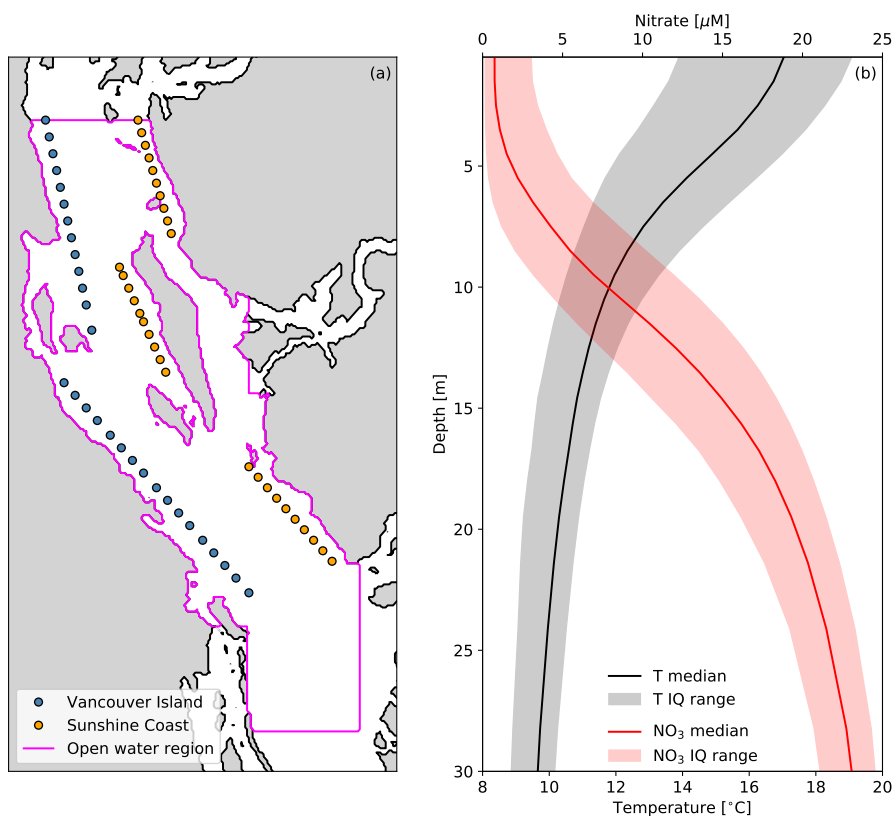 (a)
Vancouver Island
Sunshine Coast
Open water region
Nitrate [μM]
0 5 10 15 20 25
(b)
5
10
15
20
25
30
Depth [m]
T median
T IQ range
NO₃ median
NO₃ IQ range
8 10 12 14 16 18 20
Temperature [°C]